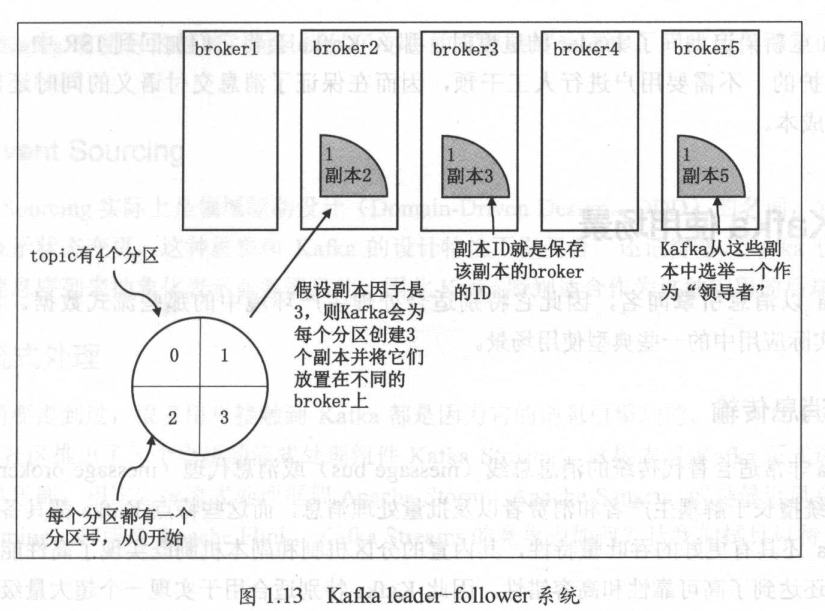 broker1
broker2
broker3
broker4
broker5
1
副本2
1
副本3
1
副本5
topic有4个分区
假设副本因子是
3，则Kafka会为
每个分区创建3
个副本并将它们
放置在不同的
broker上
副本ID就是保存
该副本的broker
的ID
Kafka从这些副
本中选举一个作
为“领导者”
0
1
2
3
每个分区都有一个
分区号，从0开始
图 1.13 Kafka leader-follower 系统